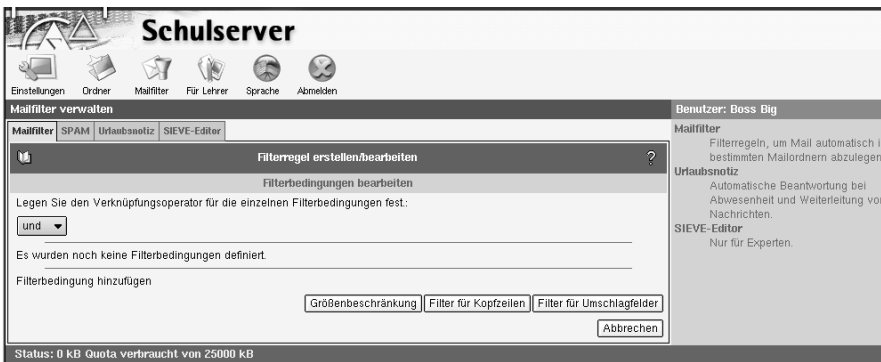 Schulserver
Einstellungen Ordner Mailfilter Für Lehrer Sprache Abmelden
Mailfilter verwalten
Benutzer: Boss Big
Mailfilter SPAM Urlaubsnotiz SIEVE-Editor
Filterregel erstellen/bearbeiten ?
Filterbedingungen bearbeiten
Legen Sie den Verknüpfungsoperator für die einzelnen Filterbedingungen fest.:
und
Es wurden noch keine Filterbedingungen definiert.
Filterbedingung hinzufügen
Größenbeschränkung Filter für Kopfzeilen Filter für Umschlagfelder
Abbrechen
Mailfilter
Filterregeln, um Mail automatisch i
bestimmten Mailordnern abzulegen
Urlaubsnotiz
Automatische Beantwortung bei
Abwesenheit und Weiterleitung vo
Nachrichten.
SIEVE-Editor
Nur für Experten.
Status: 0 kB Quota verbraucht von 25000 kB